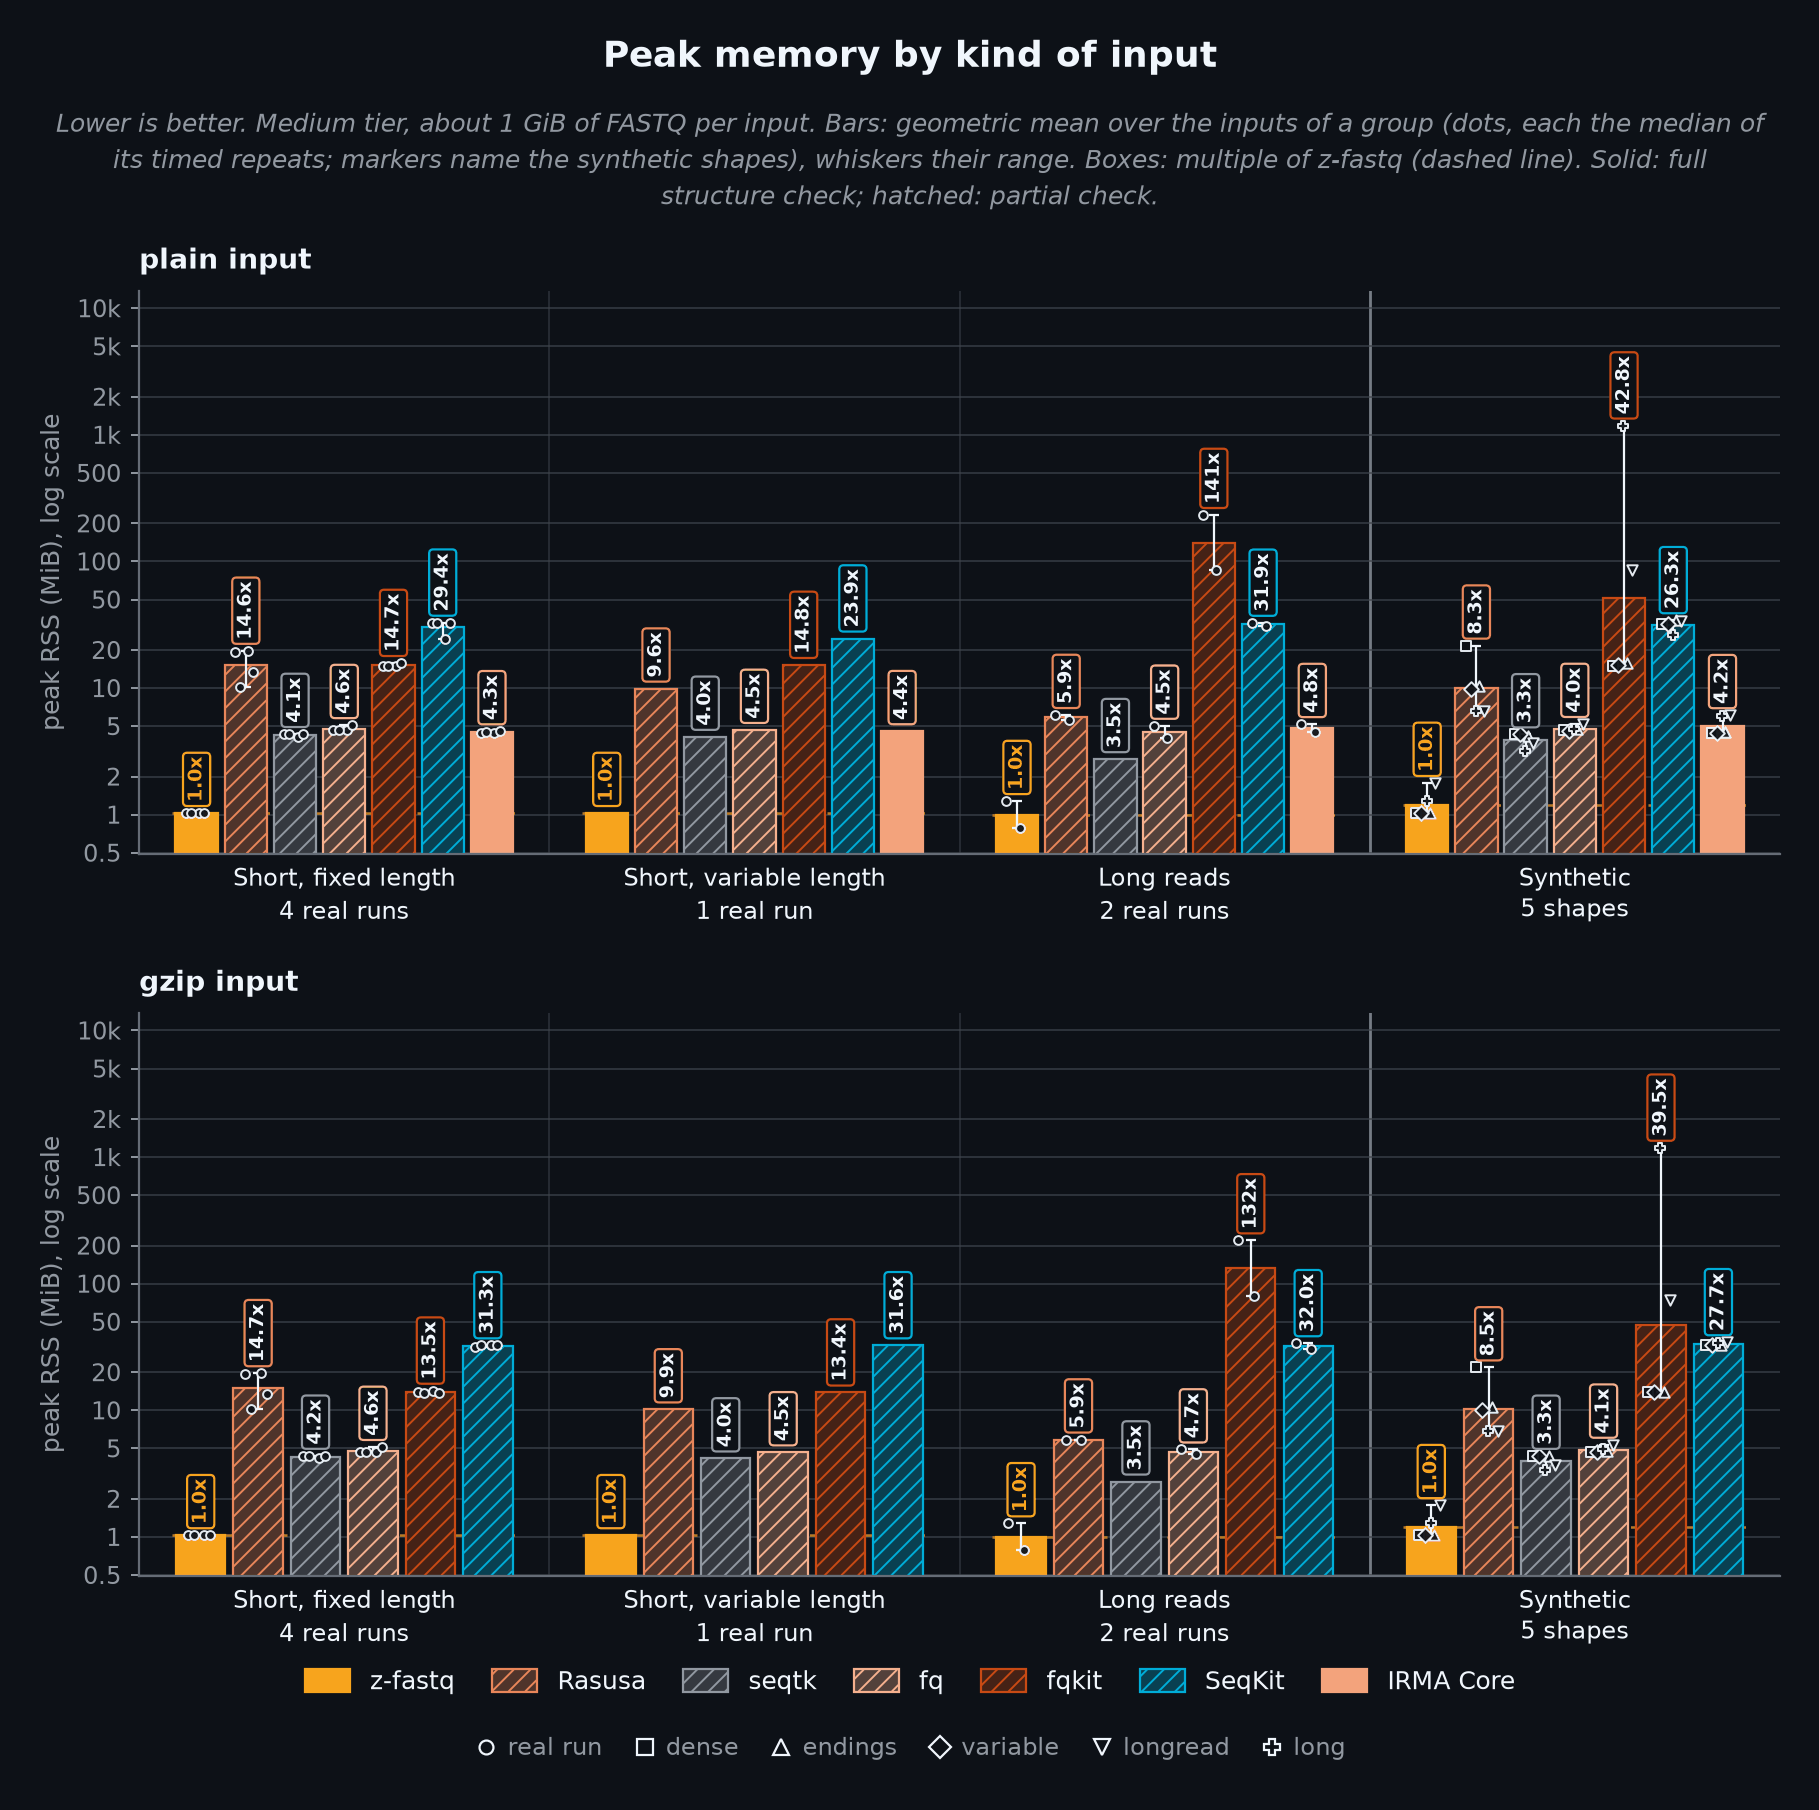 Peak memory by kind of input
Lower is better. Medium tier, about 1 GiB of FASTQ per input. Bars: geometric mean over the inputs of a group (dots, each the median of
its timed repeats; markers name the synthetic shapes), whiskers their range. Boxes: multiple of z-fastq (dashed line). Solid: full
structure check; hatched: partial check.
plain input
peak RSS (MiB), log scale
10k
5k
2k
1k
500
200
100
50
20
10
5
2
1
0.5
1.0x
14.6x
4.1x
4.6x
14.7x
29.4x
4.3x
1.0x
9.6x
4.0x
4.5x
14.8x
23.9x
4.4x
1.0x
5.9x
3.5x
4.5x
141x
31.9x
4.8x
1.0x
8.3x
3.3x
4.0x
42.8x
26.3x
4.2x
Short, fixed length
4 real runs
Short, variable length
1 real run
Long reads
2 real runs
Synthetic
5 shapes
gzip input
peak RSS (MiB), log scale
10k
5k
2k
1k
500
200
100
50
20
10
5
2
1
0.5
1.0x
14.7x
4.2x
4.6x
13.5x
31.3x
1.0x
9.9x
4.0x
4.5x
13.4x
31.6x
1.0x
5.9x
3.5x
4.7x
132x
32.0x
1.0x
8.5x
3.3x
4.1x
39.5x
27.7x
Short, fixed length
4 real runs
Short, variable length
1 real run
Long reads
2 real runs
Synthetic
5 shapes
z-fastq Rasusa seqtk fq fqkit SeqKit IRMA Core
real run dense endings variable longread long